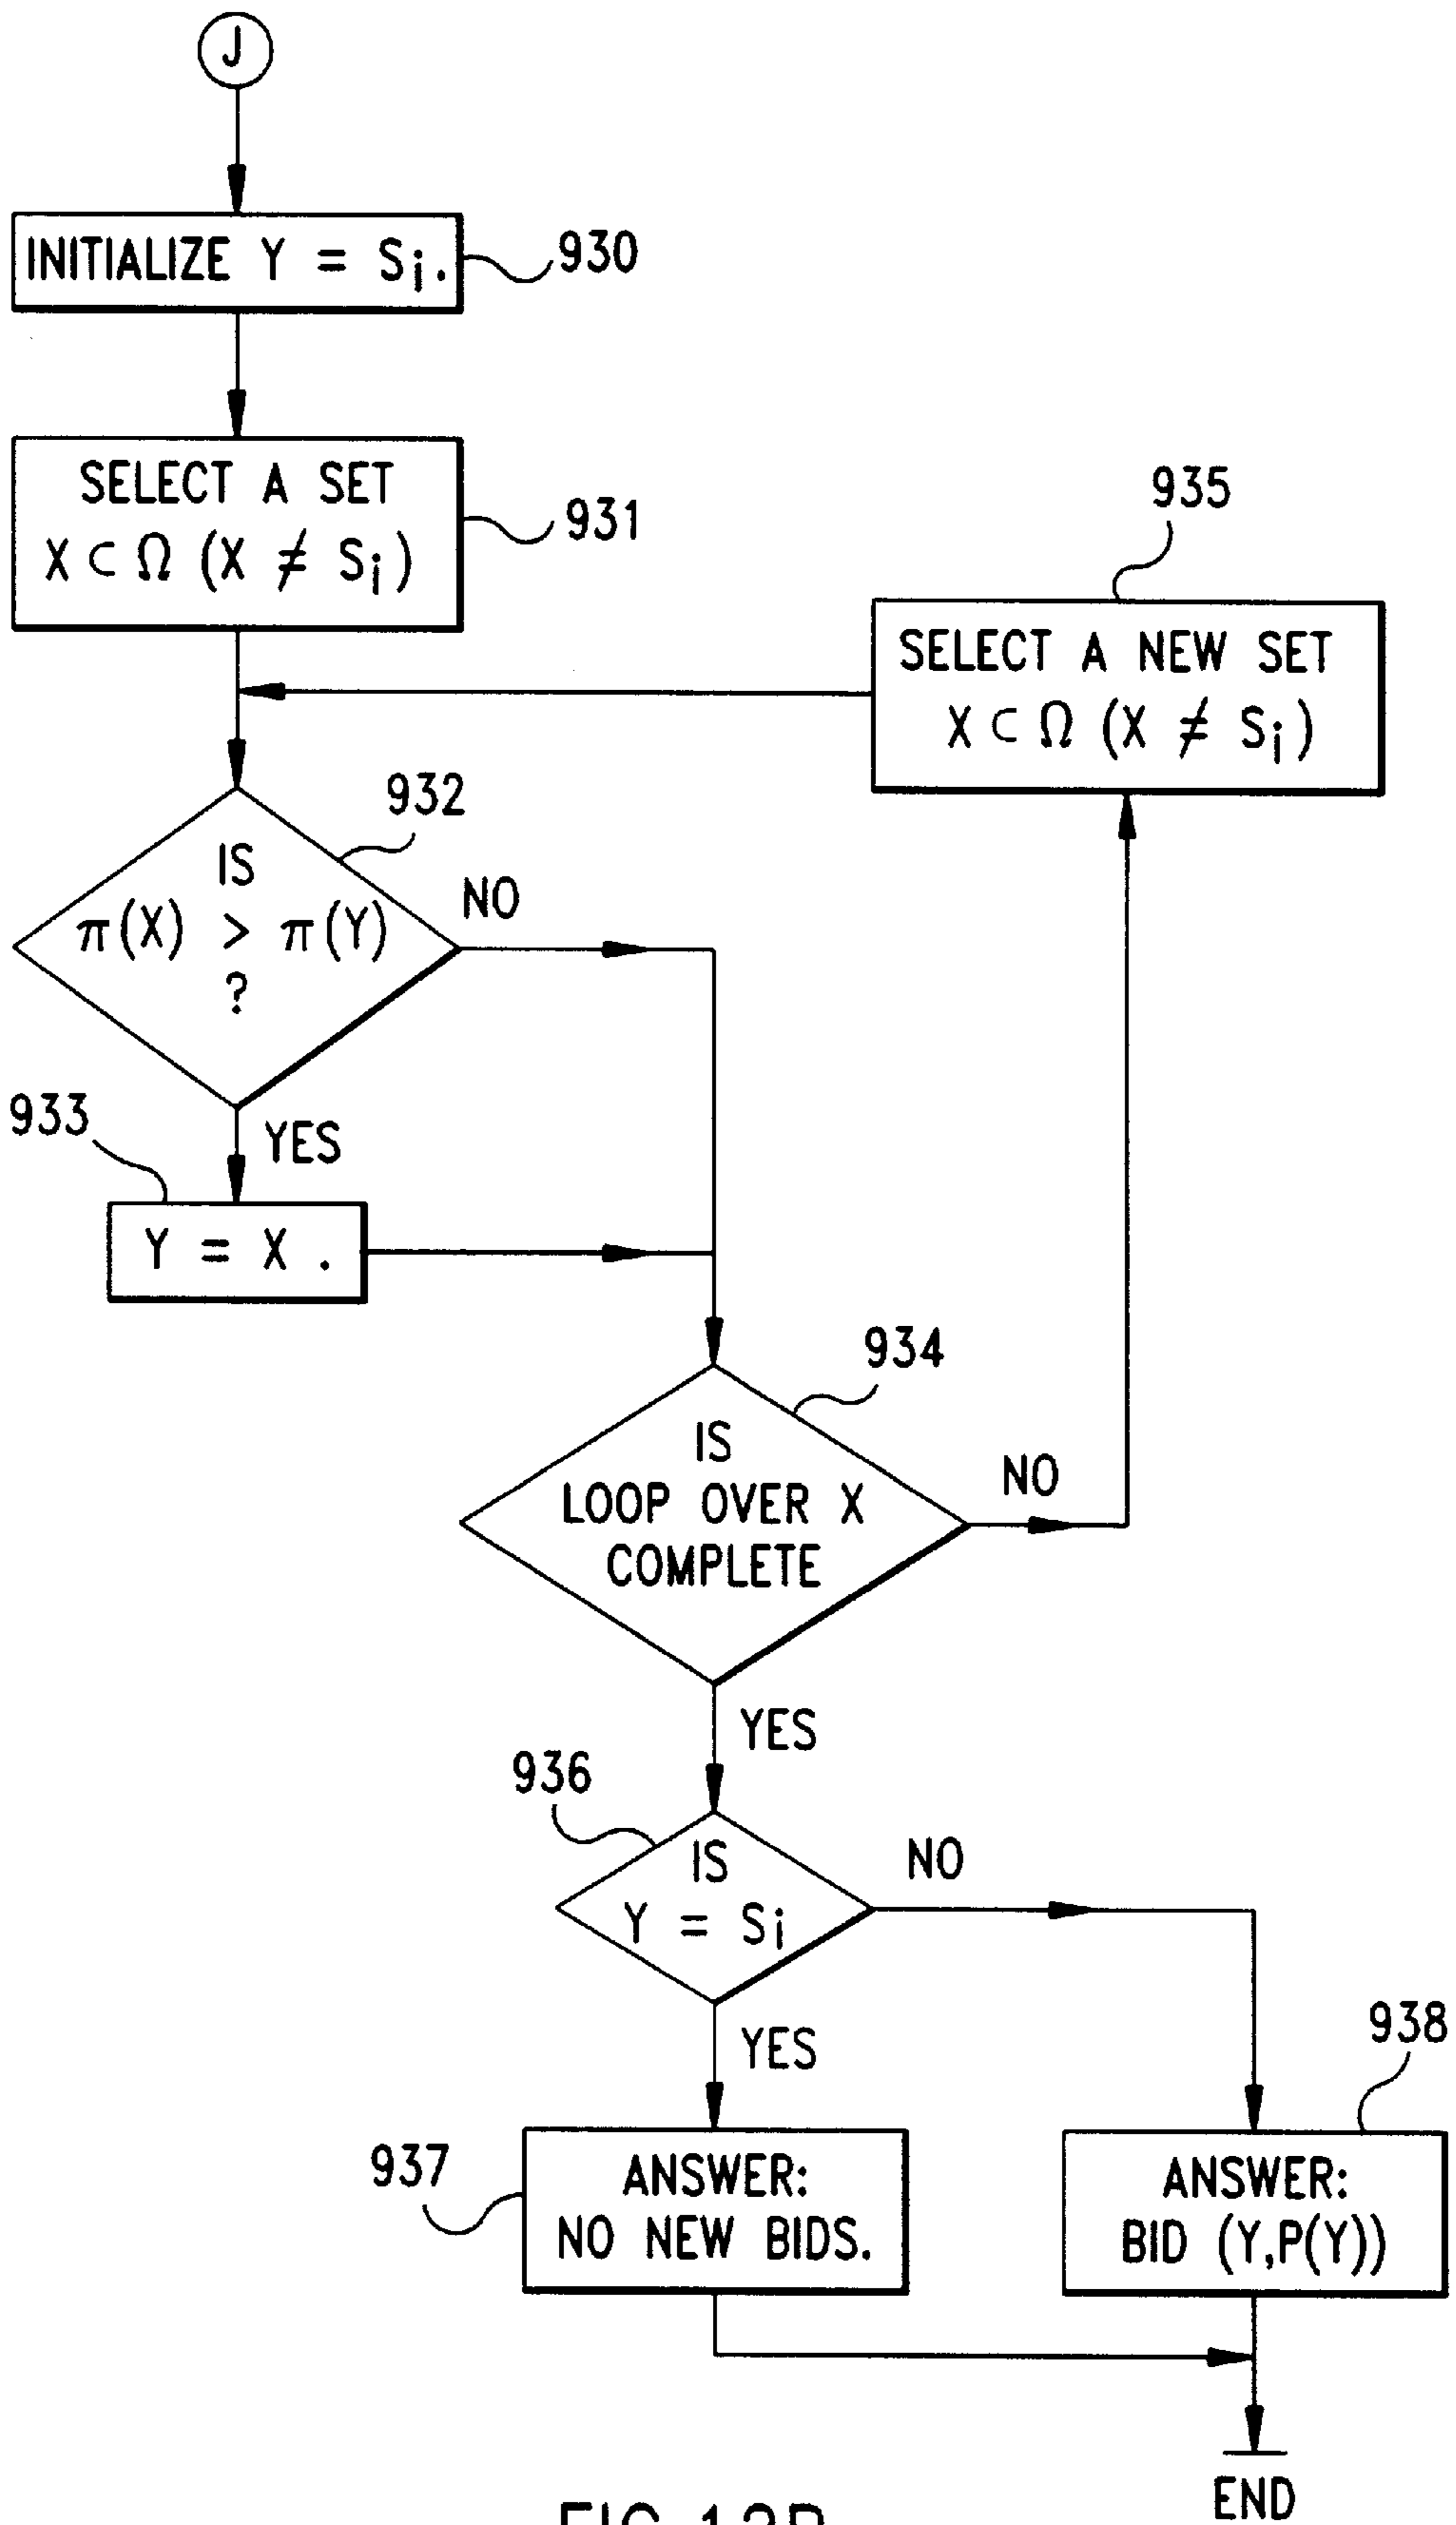 J
INITIALIZE Y = Si.
930
SELECT A SET
X ⊂ Ω (X ≠ Si)
931
935
SELECT A NEW SET
X ⊂ Ω (X ≠ Si)
932
IS
π(X) > π(Y)
?
NO
933
YES
Y = X .
934
IS
LOOP OVER X
COMPLETE
NO
YES
936
IS
Y = Si
NO
YES
938
937
ANSWER:
NO NEW BIDS.
ANSWER:
BID (Y,P(Y))
END